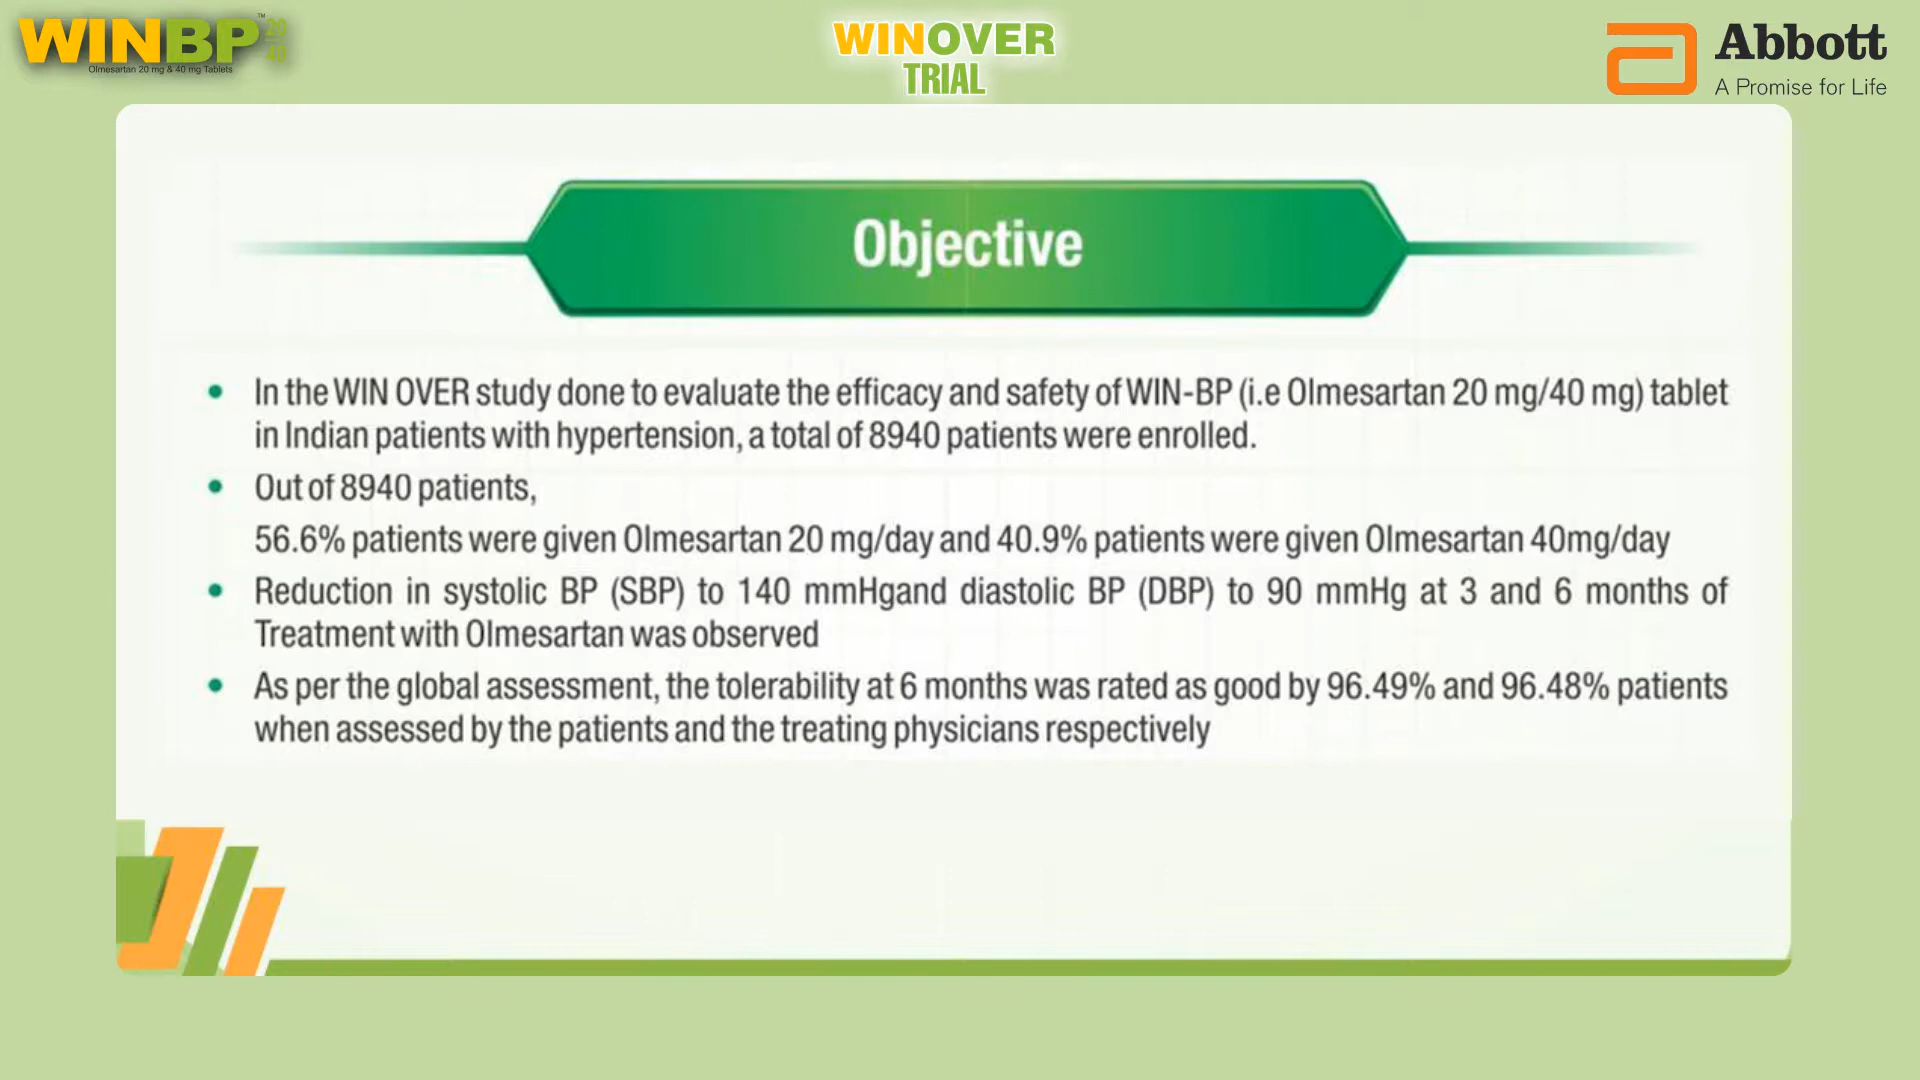 WINBP™ 20 40
Olmesartan 20 mg & 40 mg Tablets
WINOVER
TRIAL
Abbott
A Promise for Life
Objective
• In the WIN OVER study done to evaluate the efficacy and safety of WIN-BP (i.e Olmesartan 20 mg/40 mg) tablet
in Indian patients with hypertension, a total of 8940 patients were enrolled.
• Out of 8940 patients,
56.6% patients were given Olmesartan 20 mg/day and 40.9% patients were given Olmesartan 40mg/day
• Reduction in systolic BP (SBP) to 140 mmHgand diastolic BP (DBP) to 90 mmHg at 3 and 6 months of
Treatment with Olmesartan was observed
• As per the global assessment, the tolerability at 6 months was rated as good by 96.49% and 96.48% patients
when assessed by the patients and the treating physicians respectively